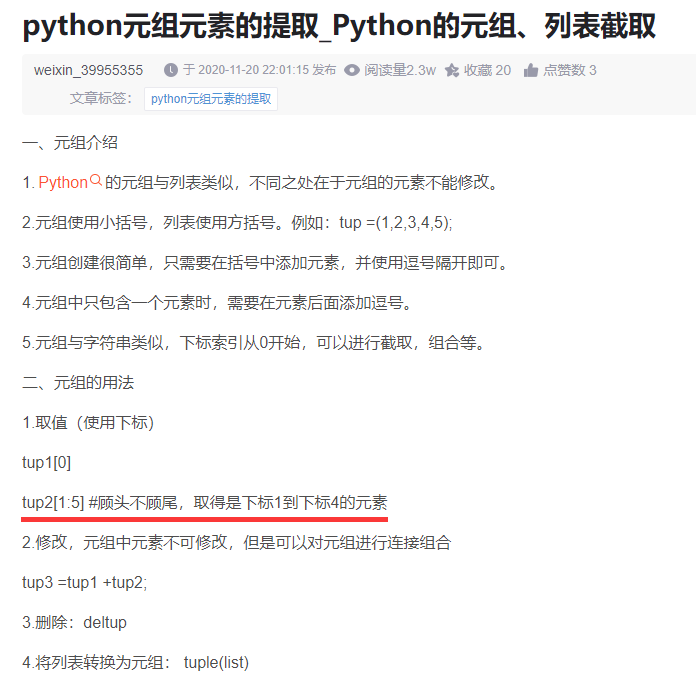 python元组元素的提取_Python的元组、列表截取
weixin_39955355 于 2020-11-20 22:01:15 发布 阅读量2.3w 收藏 20 点赞数 3
文章标签： python元组元素的提取
一、元组介绍
1. Python的元组与列表类似，不同之处在于元组的元素不能修改。
2.元组使用小括号，列表使用方括号。例如：tup =(1,2,3,4,5);
3.元组创建很简单，只需要在括号中添加元素，并使用逗号隔开即可。
4.元组中只包含一个元素时，需要在元素后面添加逗号。
5.元组与字符串类似，下标索引从0开始，可以进行截取，组合等。
二、元组的用法
1.取值（使用下标）
tup1[0]
tup2[1:5] #顾头不顾尾，取得是下标1到下标4的元素
2.修改，元组中元素不可修改，但是可以对元组进行连接组合
tup3 =tup1 +tup2;
3.删除：deltup
4.将列表转换为元组： tuple(list)